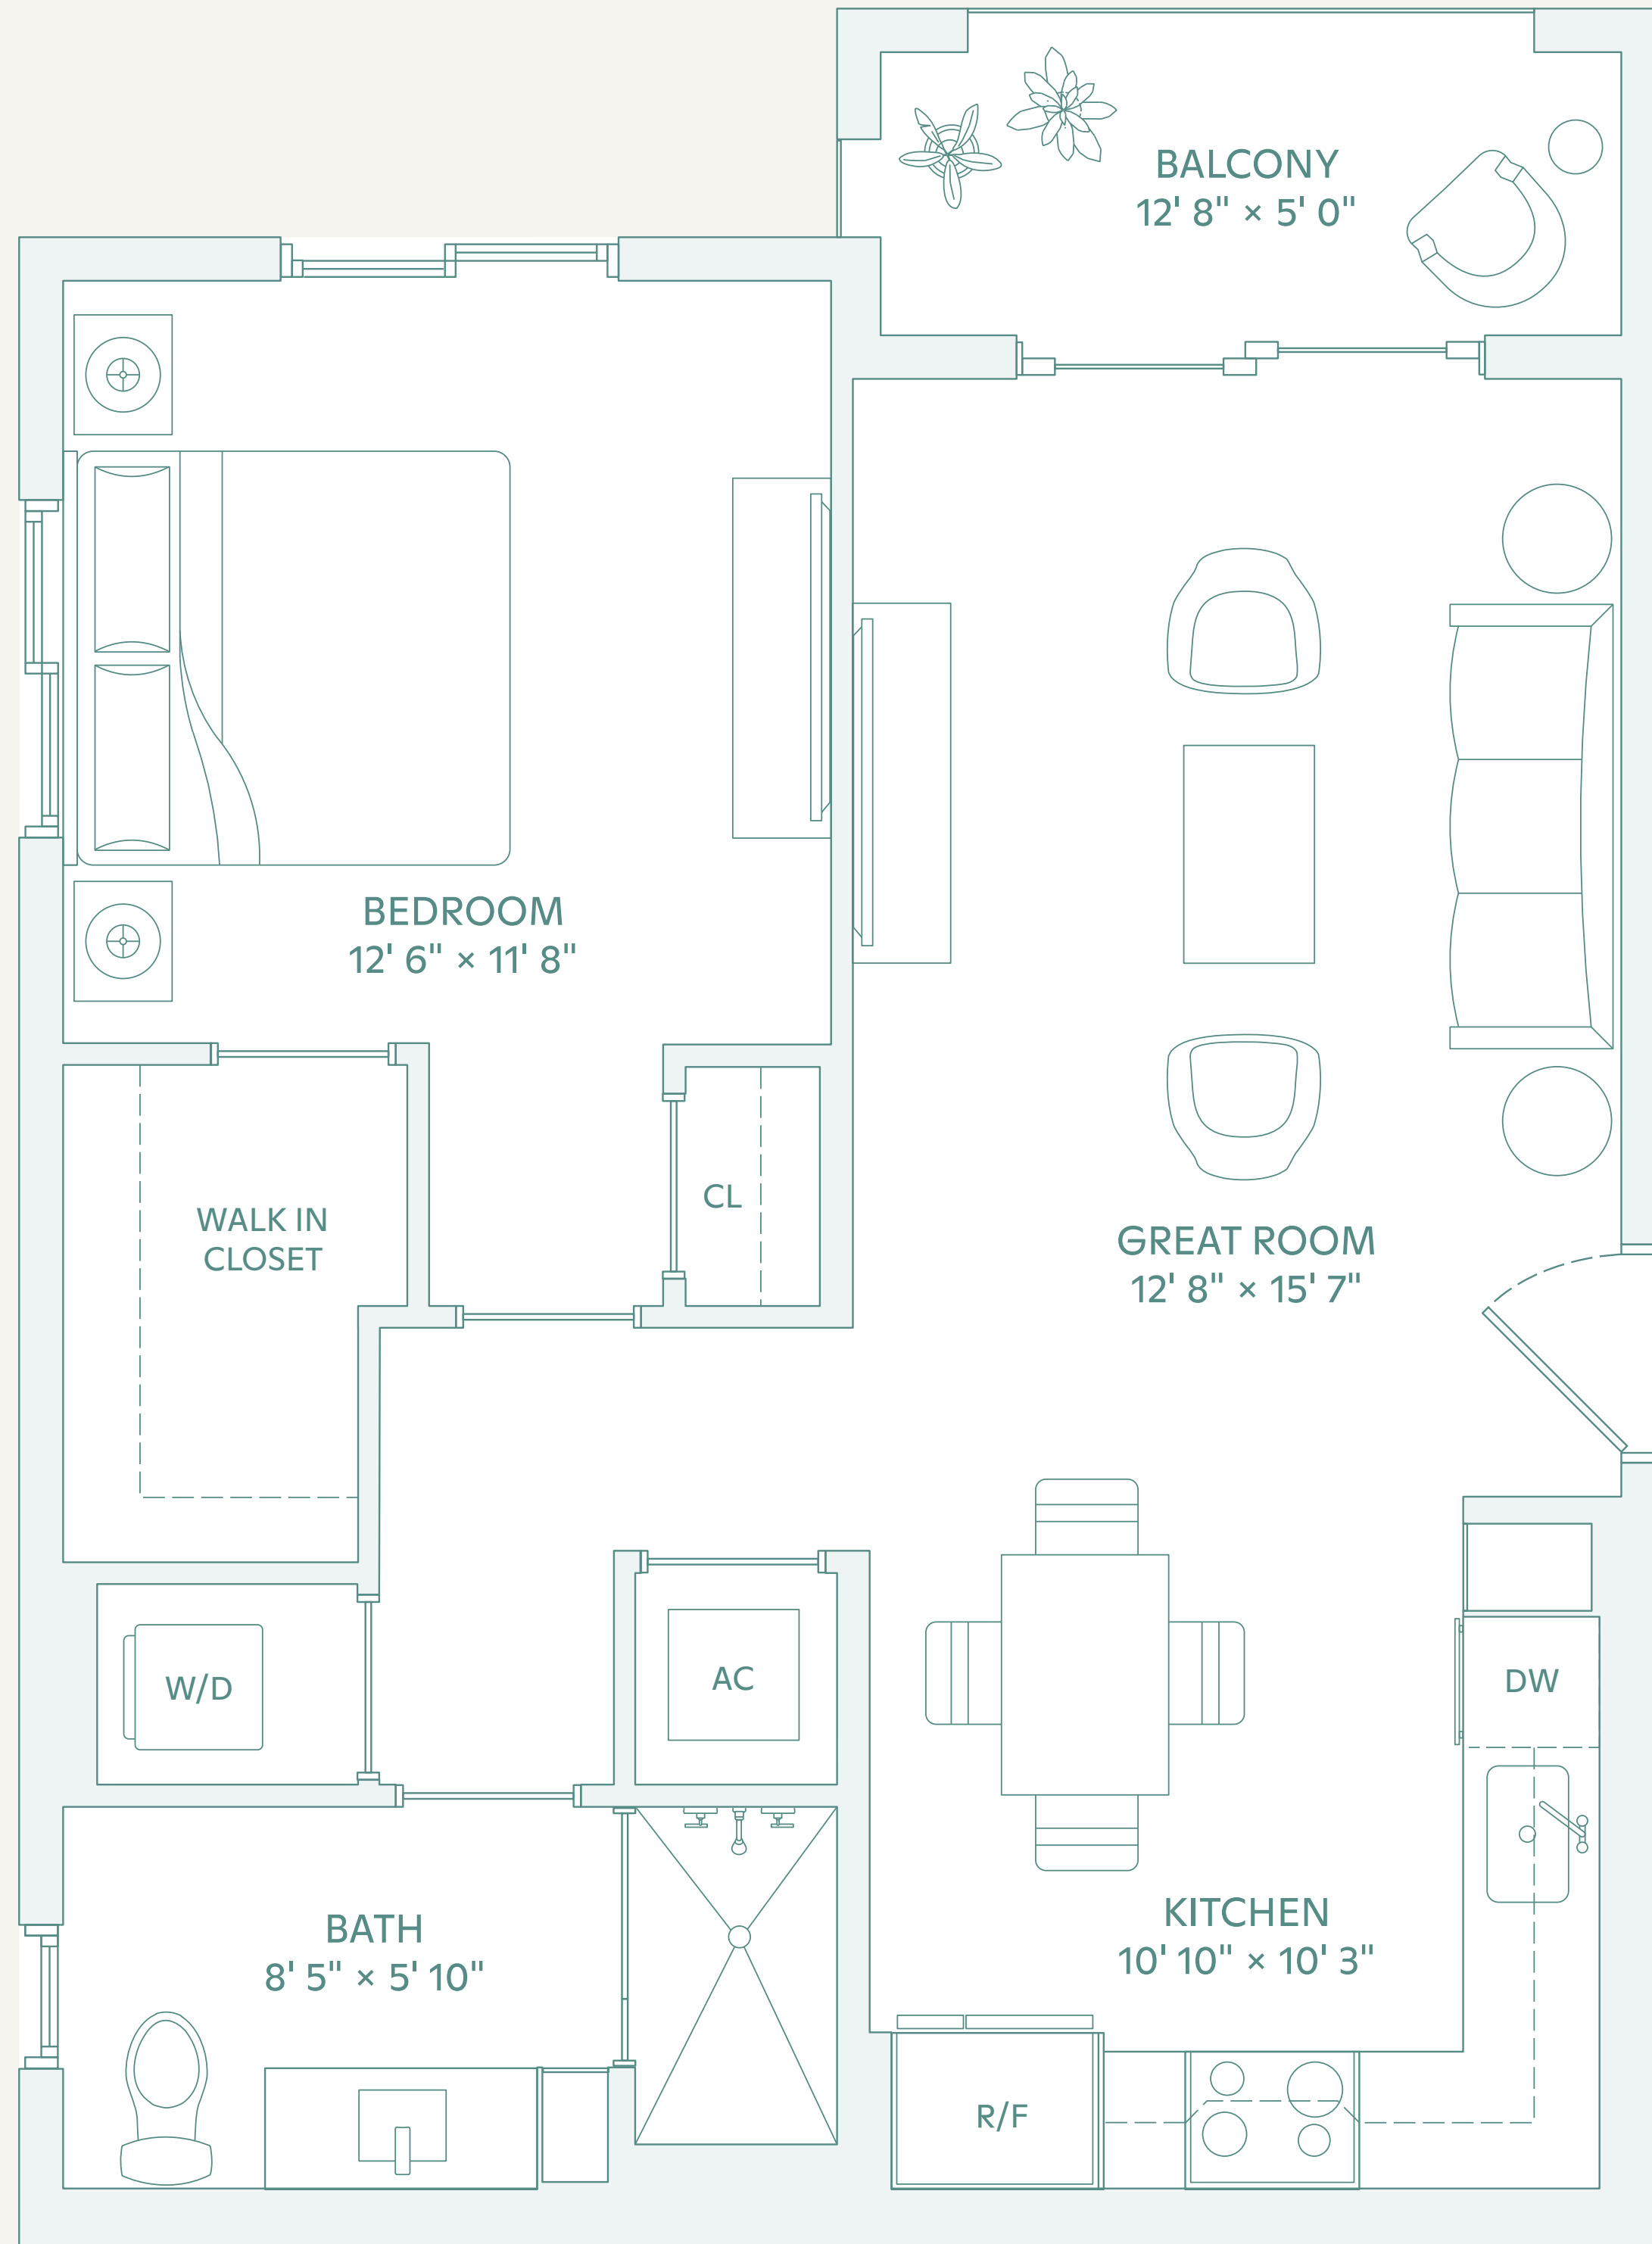 BALCONY
12' 8" × 5' 0"
BEDROOM
12' 6" × 11' 8"
WALK IN
CLOSET
CL
GREAT ROOM
12' 8" × 15' 7"
W/D
AC
DW
BATH
8' 5" × 5' 10"
KITCHEN
10' 10" × 10' 3"
R/F